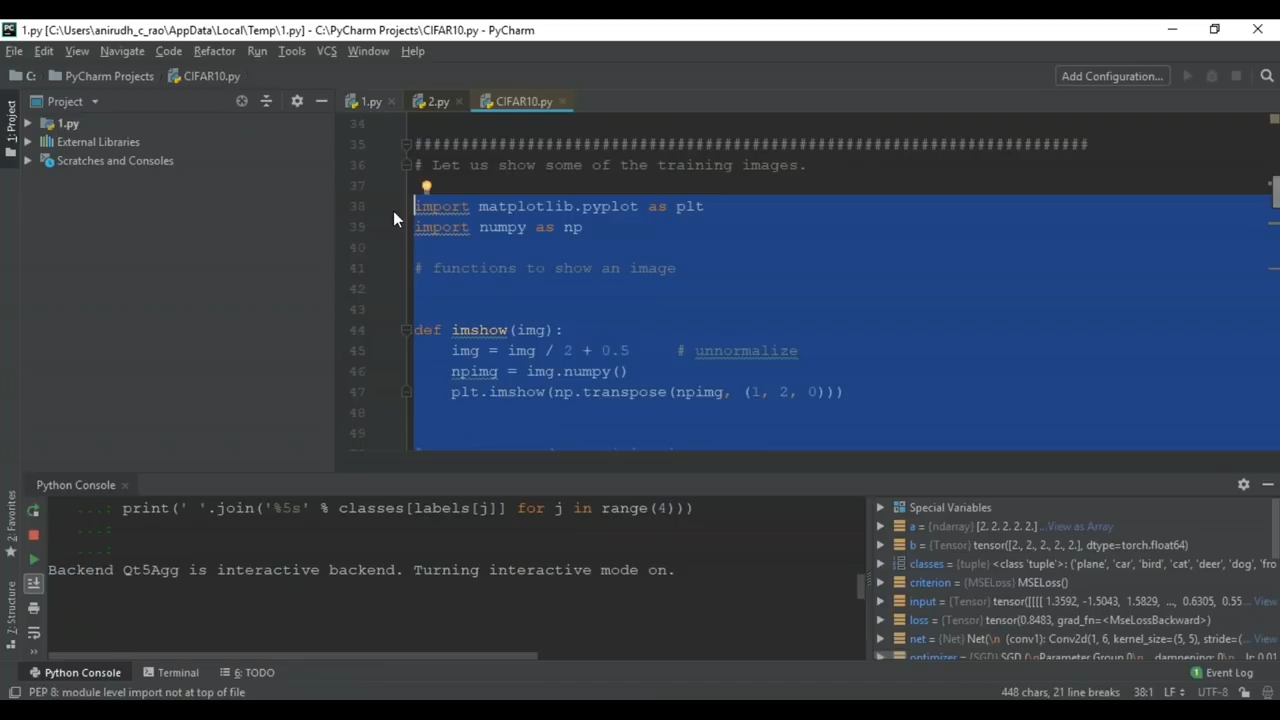 1.py [C:\Users\anirudh_c_rao\AppData\Local\Temp\1.py] - C:\PyCharm Projects\CIFAR10.py - PyCharm
File Edit View Navigate Code Refactor Run Tools VCS Window Help
C: PyCharm Projects CIFAR10.py Add Configuration...
1: Project
Project
1.py
External Libraries
Scratches and Consoles
1.py 2.py CIFAR10.py
34
35 #########################################################################
36 # Let us show some of the training images.
37
38 import matplotlib.pyplot as plt
39 import numpy as np
40
41 # functions to show an image
42
43
44 def imshow(img):
45 img = img / 2 + 0.5 # unnormalize
46 npimg = img.numpy()
47 plt.imshow(np.transpose(npimg, (1, 2, 0)))
48
49
2: Favorites
7: Structure
Python Console
...: print(' '.join('%5s' % classes[labels[j]] for j in range(4)))
...:
...:
Backend Qt5Agg is interactive backend. Turning interactive mode on.
Special Variables
a = {ndarray} [2. 2. 2. 2. 2.] ...View as Array
b = {Tensor} tensor([2., 2., 2., 2., 2.], dtype=torch.float64)
classes = {tuple} <class 'tuple'>: ('plane', 'car', 'bird', 'cat', 'deer', 'dog', 'fro
criterion = {MSELoss} MSELoss()
input = {Tensor} tensor([[[[ 1.3592, -1.5043, 1.5829, ..., 0.6305, 0.55... View
loss = {Tensor} tensor(0.8483, grad_fn=<MseLossBackward>)
net = {Net} Net(\n (conv1): Conv2d(1, 6, kernel_size=(5, 5), stride=(... View
optimizer = {SGD} SGD (\nParameter Group 0\n dampening: 0\n lr: 0.01
Python Console Terminal 6: TODO 1 Event Log
PEP 8: module level import not at top of file 448 chars, 21 line breaks 38:1 LF UTF-8